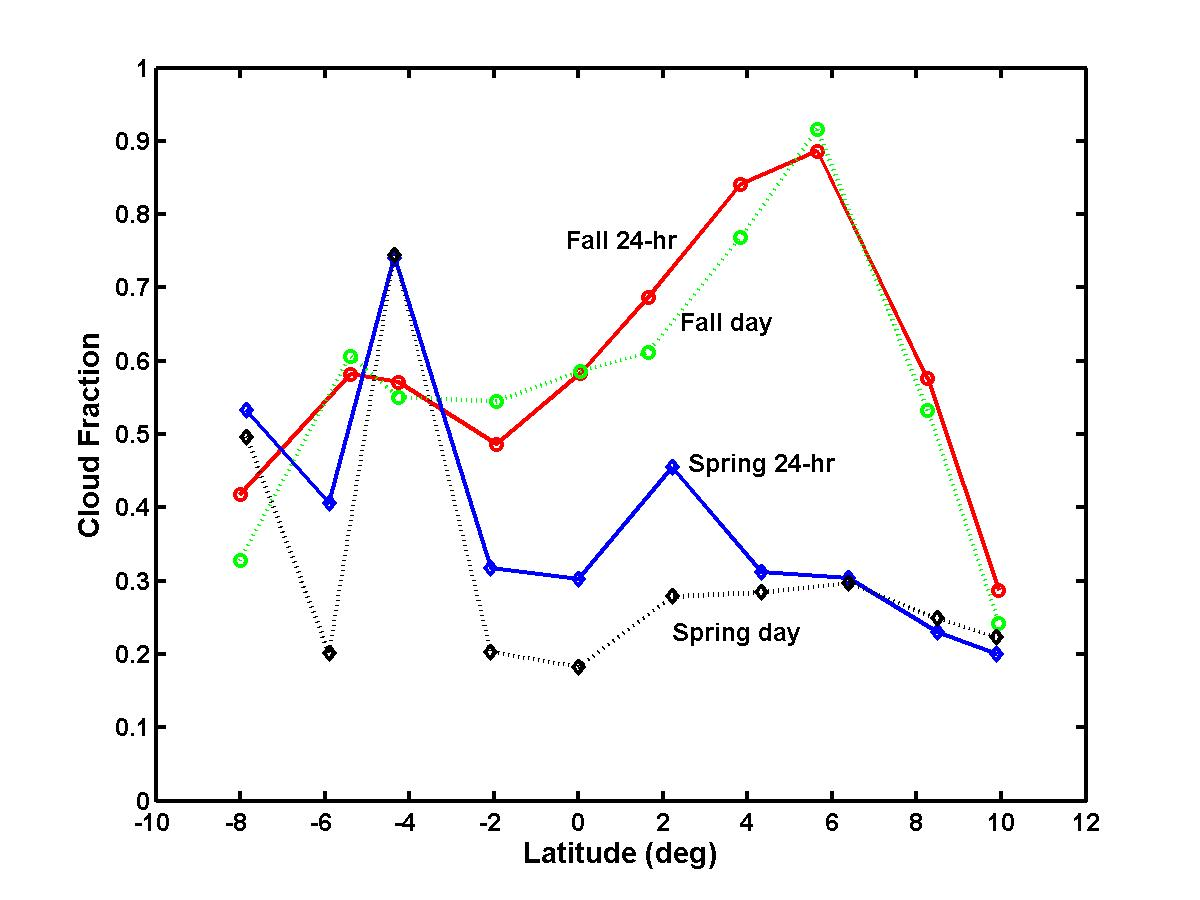 1
0.9
0.8
0.7
0.6
0.5
0.4
0.3
0.2
0.1
0
Cloud Fraction
Fall 24-hr
Fall day
Spring 24-hr
Spring day
-10 -8 -6 -4 -2 0 2 4 6 8 10 12
Latitude (deg)